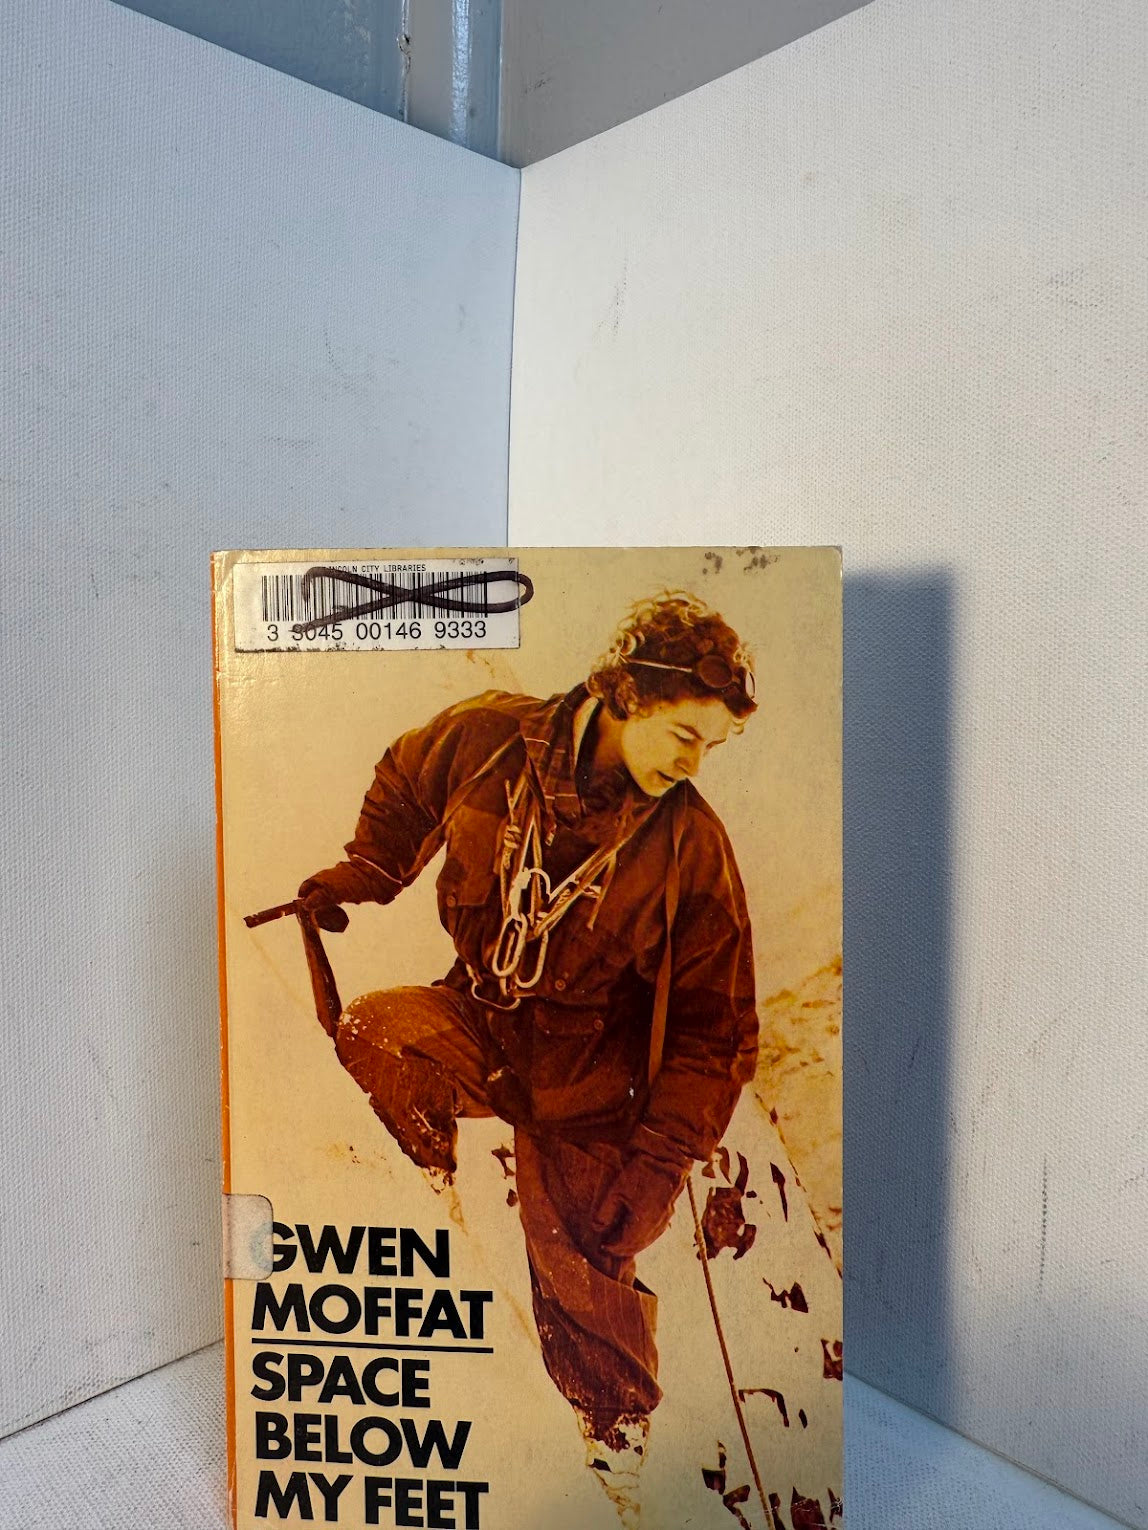 LINCOLN CITY LIBRARIES
3 3045 00146 9333
GWEN
MOFFAT
SPACE
BELOW
MY FEET